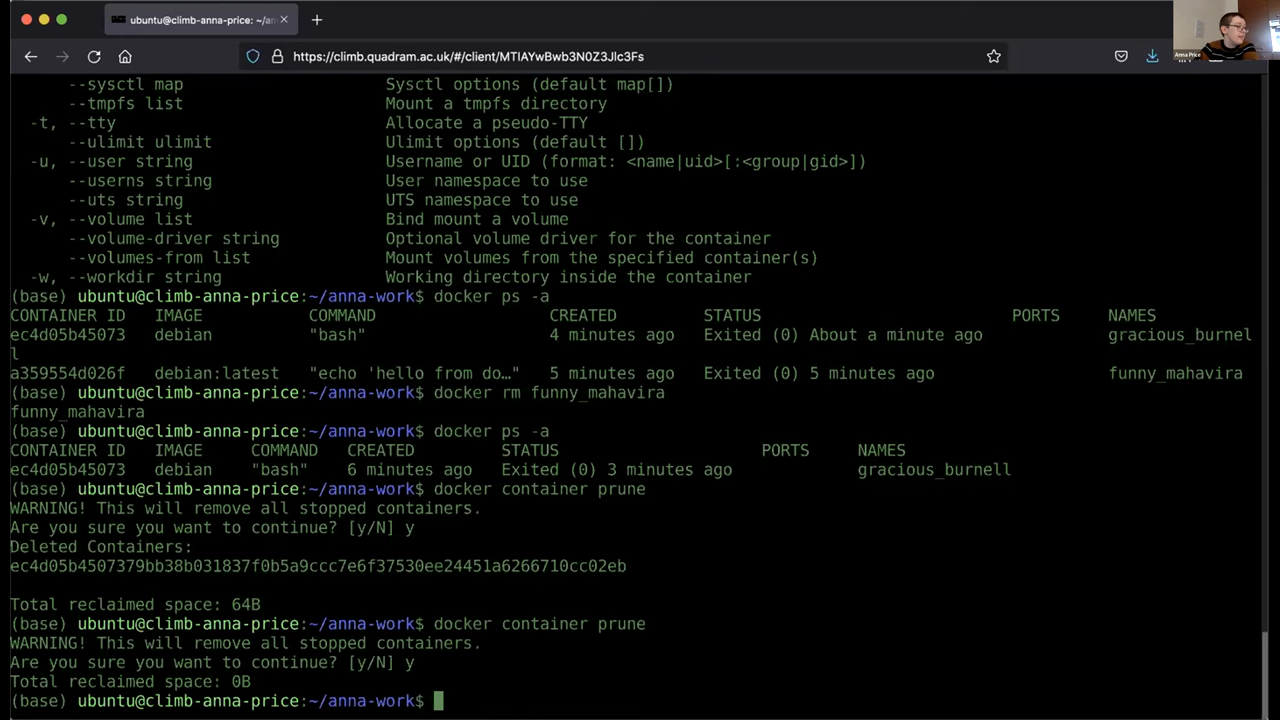 ubuntu@climb-anna-price: ~/an
https://climb.quadram.ac.uk/#/client/MTIAYwBwb3N0Z3Jlc3Fs
Anna Price
--sysctl map Sysctl options (default map[])
--tmpfs list Mount a tmpfs directory
-t, --tty Allocate a pseudo-TTY
--ulimit ulimit Ulimit options (default [])
-u, --user string Username or UID (format: <name|uid>[:<group|gid>])
--userns string User namespace to use
--uts string UTS namespace to use
-v, --volume list Bind mount a volume
--volume-driver string Optional volume driver for the container
--volumes-from list Mount volumes from the specified container(s)
-w, --workdir string Working directory inside the container
(base) ubuntu@climb-anna-price:~/anna-work$ docker ps -a
CONTAINER ID IMAGE COMMAND CREATED STATUS PORTS NAMES
ec4d05b45073 debian "bash" 4 minutes ago Exited (0) About a minute ago gracious_burnel
l
a359554d026f debian:latest "echo 'hello from do…" 5 minutes ago Exited (0) 5 minutes ago funny_mahavira
(base) ubuntu@climb-anna-price:~/anna-work$ docker rm funny_mahavira
funny_mahavira
(base) ubuntu@climb-anna-price:~/anna-work$ docker ps -a
CONTAINER ID IMAGE COMMAND CREATED STATUS PORTS NAMES
ec4d05b45073 debian "bash" 6 minutes ago Exited (0) 3 minutes ago gracious_burnell
(base) ubuntu@climb-anna-price:~/anna-work$ docker container prune
WARNING! This will remove all stopped containers.
Are you sure you want to continue? [y/N] y
Deleted Containers:
ec4d05b4507379bb38b031837f0b5a9ccc7e6f37530ee24451a6266710cc02eb
Total reclaimed space: 64B
(base) ubuntu@climb-anna-price:~/anna-work$ docker container prune
WARNING! This will remove all stopped containers.
Are you sure you want to continue? [y/N] y
Total reclaimed space: 0B
(base) ubuntu@climb-anna-price:~/anna-work$